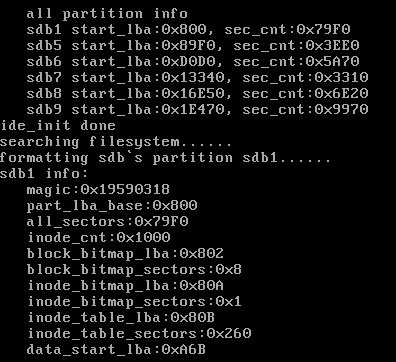 all partition info
sdb1 start_lba:0x800, sec_cnt:0x79F0
sdb5 start_lba:0x89F0, sec_cnt:0x3EE0
sdb6 start_lba:0xD0D0, sec_cnt:0x5A70
sdb7 start_lba:0x13340, sec_cnt:0x3310
sdb8 start_lba:0x16E50, sec_cnt:0x6E20
sdb9 start_lba:0x1E470, sec_cnt:0x9970
ide_init done
searching filesystem......
formatting sdb`s partition sdb1......
sdb1 info:
magic:0x19590318
part_lba_base:0x800
all_sectors:0x79F0
inode_cnt:0x1000
block_bitmap_lba:0x802
block_bitmap_sectors:0x8
inode_bitmap_lba:0x80A
inode_bitmap_sectors:0x1
inode_table_lba:0x80B
inode_table_sectors:0x260
data_start_lba:0xA6B